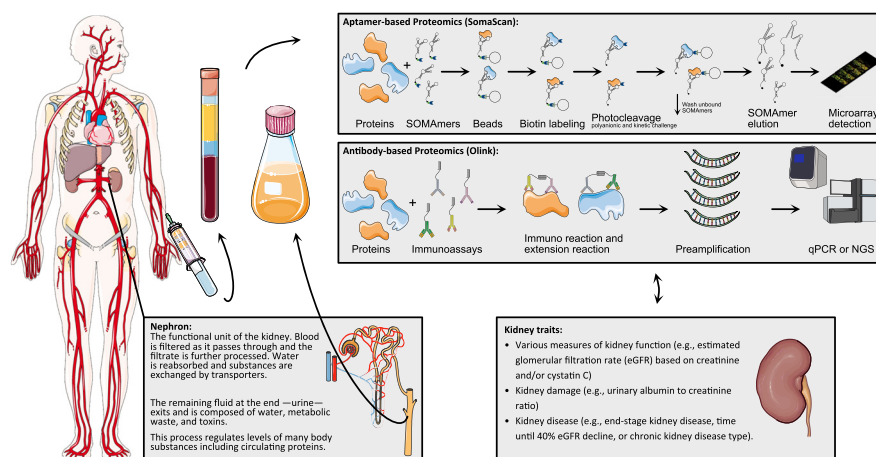 Aptamer-based Proteomics (SomaScan):
Proteins
+
SOMAmers
Beads
Biotin labeling
Photocleavage
polyanionic and kinetic challenge
Wash unbound
SOMAmers
SOMAmer
elution
Microarray
detection
Antibody-based Proteomics (Olink):
Proteins
+
Immunoassays
Immuno reaction and
extension reaction
Preamplification
qPCR or NGS
Nephron:
The functional unit of the kidney. Blood
is filtered as it passes through and the
filtrate is further processed. Water
is reabsorbed and substances are
exchanged by transporters.
The remaining fluid at the end —urine—
exits and is composed of water, metabolic
waste, and toxins.
This process regulates levels of many body
substances including circulating proteins.
Kidney traits:
• Various measures of kidney function (e.g., estimated
glomerular filtration rate (eGFR) based on creatinine
and/or cystatin C)
• Kidney damage (e.g., urinary albumin to creatinine
ratio)
• Kidney disease (e.g., end-stage kidney disease, time
until 40% eGFR decline, or chronic kidney disease type).